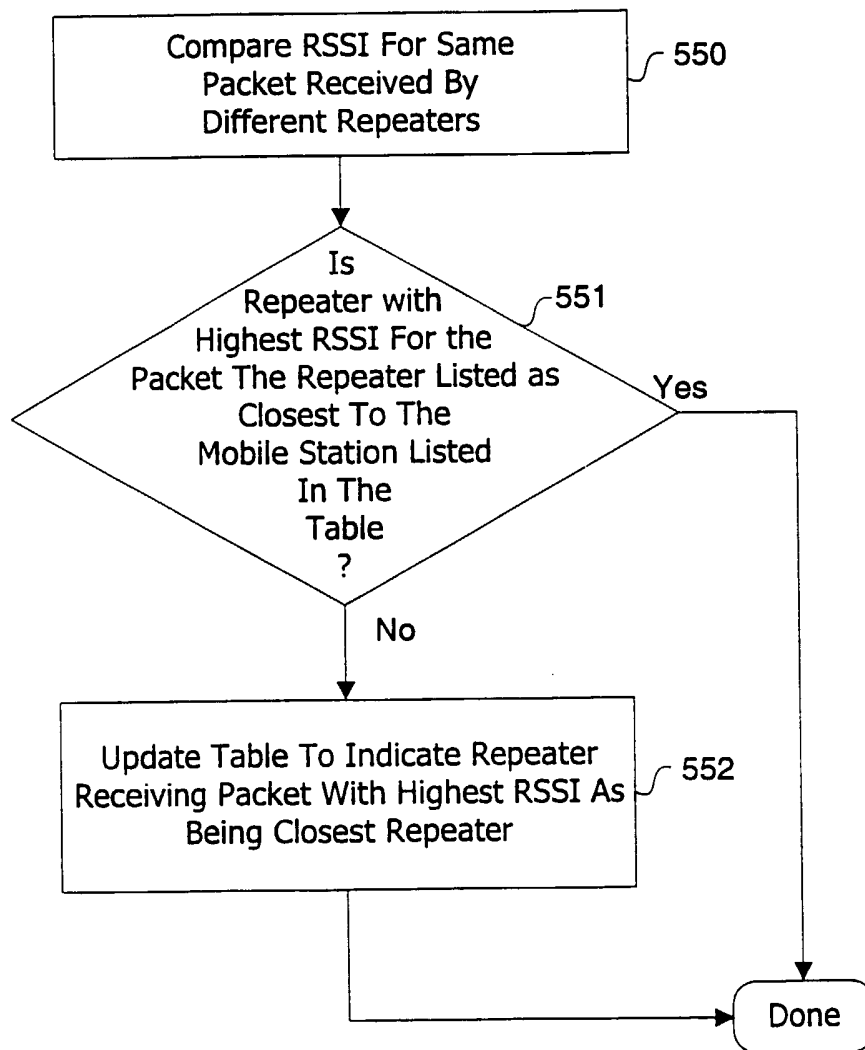 Compare RSSI For Same
Packet Received By
Different Repeaters
550
Is
Repeater with
Highest RSSI For the
Packet The Repeater Listed as
Closest To The
Mobile Station Listed
In The
Table
?
551
Yes
No
Update Table To Indicate Repeater
Receiving Packet With Highest RSSI As
Being Closest Repeater
552
Done